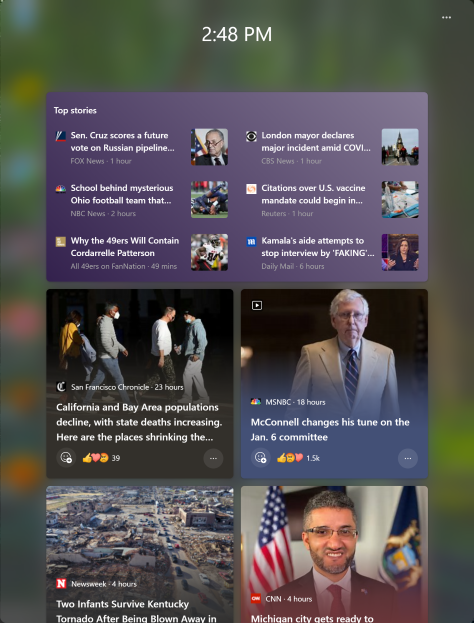 2:48 PM
Top stories
Sen. Cruz scores a future
vote on Russian pipeline...
FOX News · 1 hour
London mayor declares
major incident amid COVI...
CBS News · 1 hour
School behind mysterious
Ohio football team that...
NBC News · 2 hours
Citations over U.S. vaccine
mandate could begin in...
Reuters · 1 hour
Why the 49ers Will Contain
Cordarrelle Patterson
All 49ers on FanNation · 49 mins
Kamala's aide attempts to
stop interview by 'FAKING'...
Daily Mail · 6 hours
San Francisco Chronicle · 23 hours
California and Bay Area populations
decline, with state deaths increasing.
Here are the places shrinking the...
39
MSNBC · 18 hours
McConnell changes his tune on the
Jan. 6 committee
1.5k
Newsweek · 4 hours
Two Infants Survive Kentucky
Tornado After Being Blown Away in
CNN · 4 hours
Michigan city gets ready to